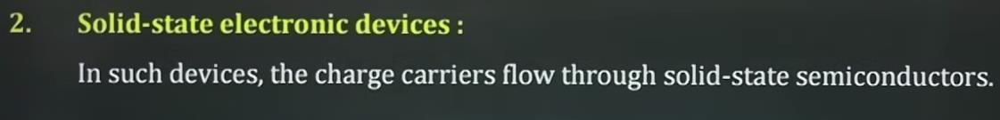 2. Solid-state electronic devices :
In such devices, the charge carriers flow through solid-state semiconductors.